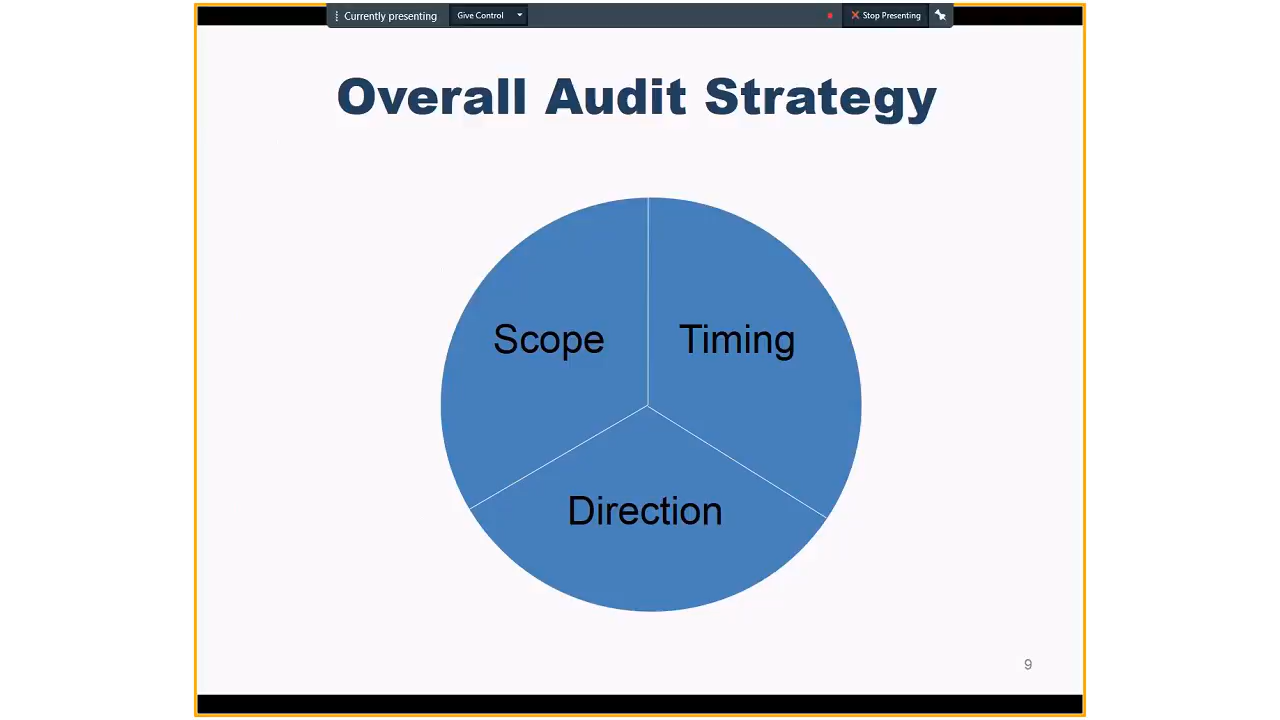 Currently presenting
Give Control
Stop Presenting
Overall Audit Strategy
Scope
Timing
Direction
9